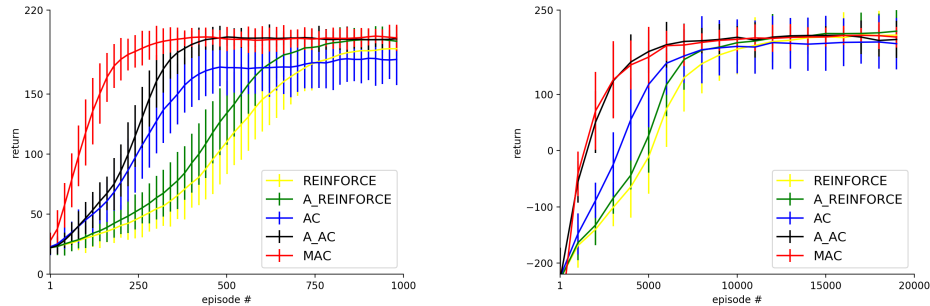 220
150
100
50
0
return
1
250
500
750
1000
episode #
REINFORCE
A_REINFORCE
AC
A_AC
MAC
250
100
0
−100
−200
return
1
5000
10000
15000
20000
episode #
REINFORCE
A_REINFORCE
AC
A_AC
MAC